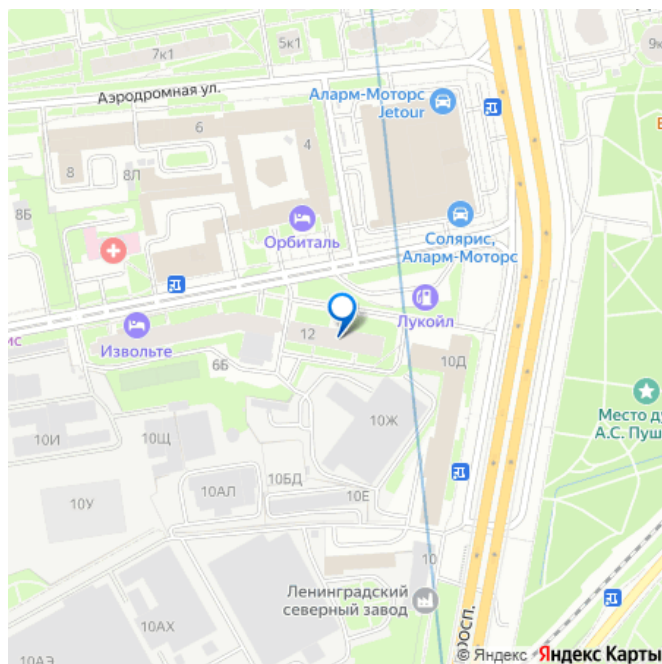 7к1
5к1
9к
Аэродромная ул.
Аларм-Моторс
Jetour
6
4
8
8Л
8Б
Орбиталь
Солярис,
Аларм-Моторс
Лукойл
12
Извольте
ис
6Б
10Д
10Ж
Место ду
А.С. Пуш
10И
10Щ
10БД
10АЛ
10Е
10У
10
Ленинградский
северный завод
10АХ
10АЭ
росп.
© Яндекс Яндекс Карты